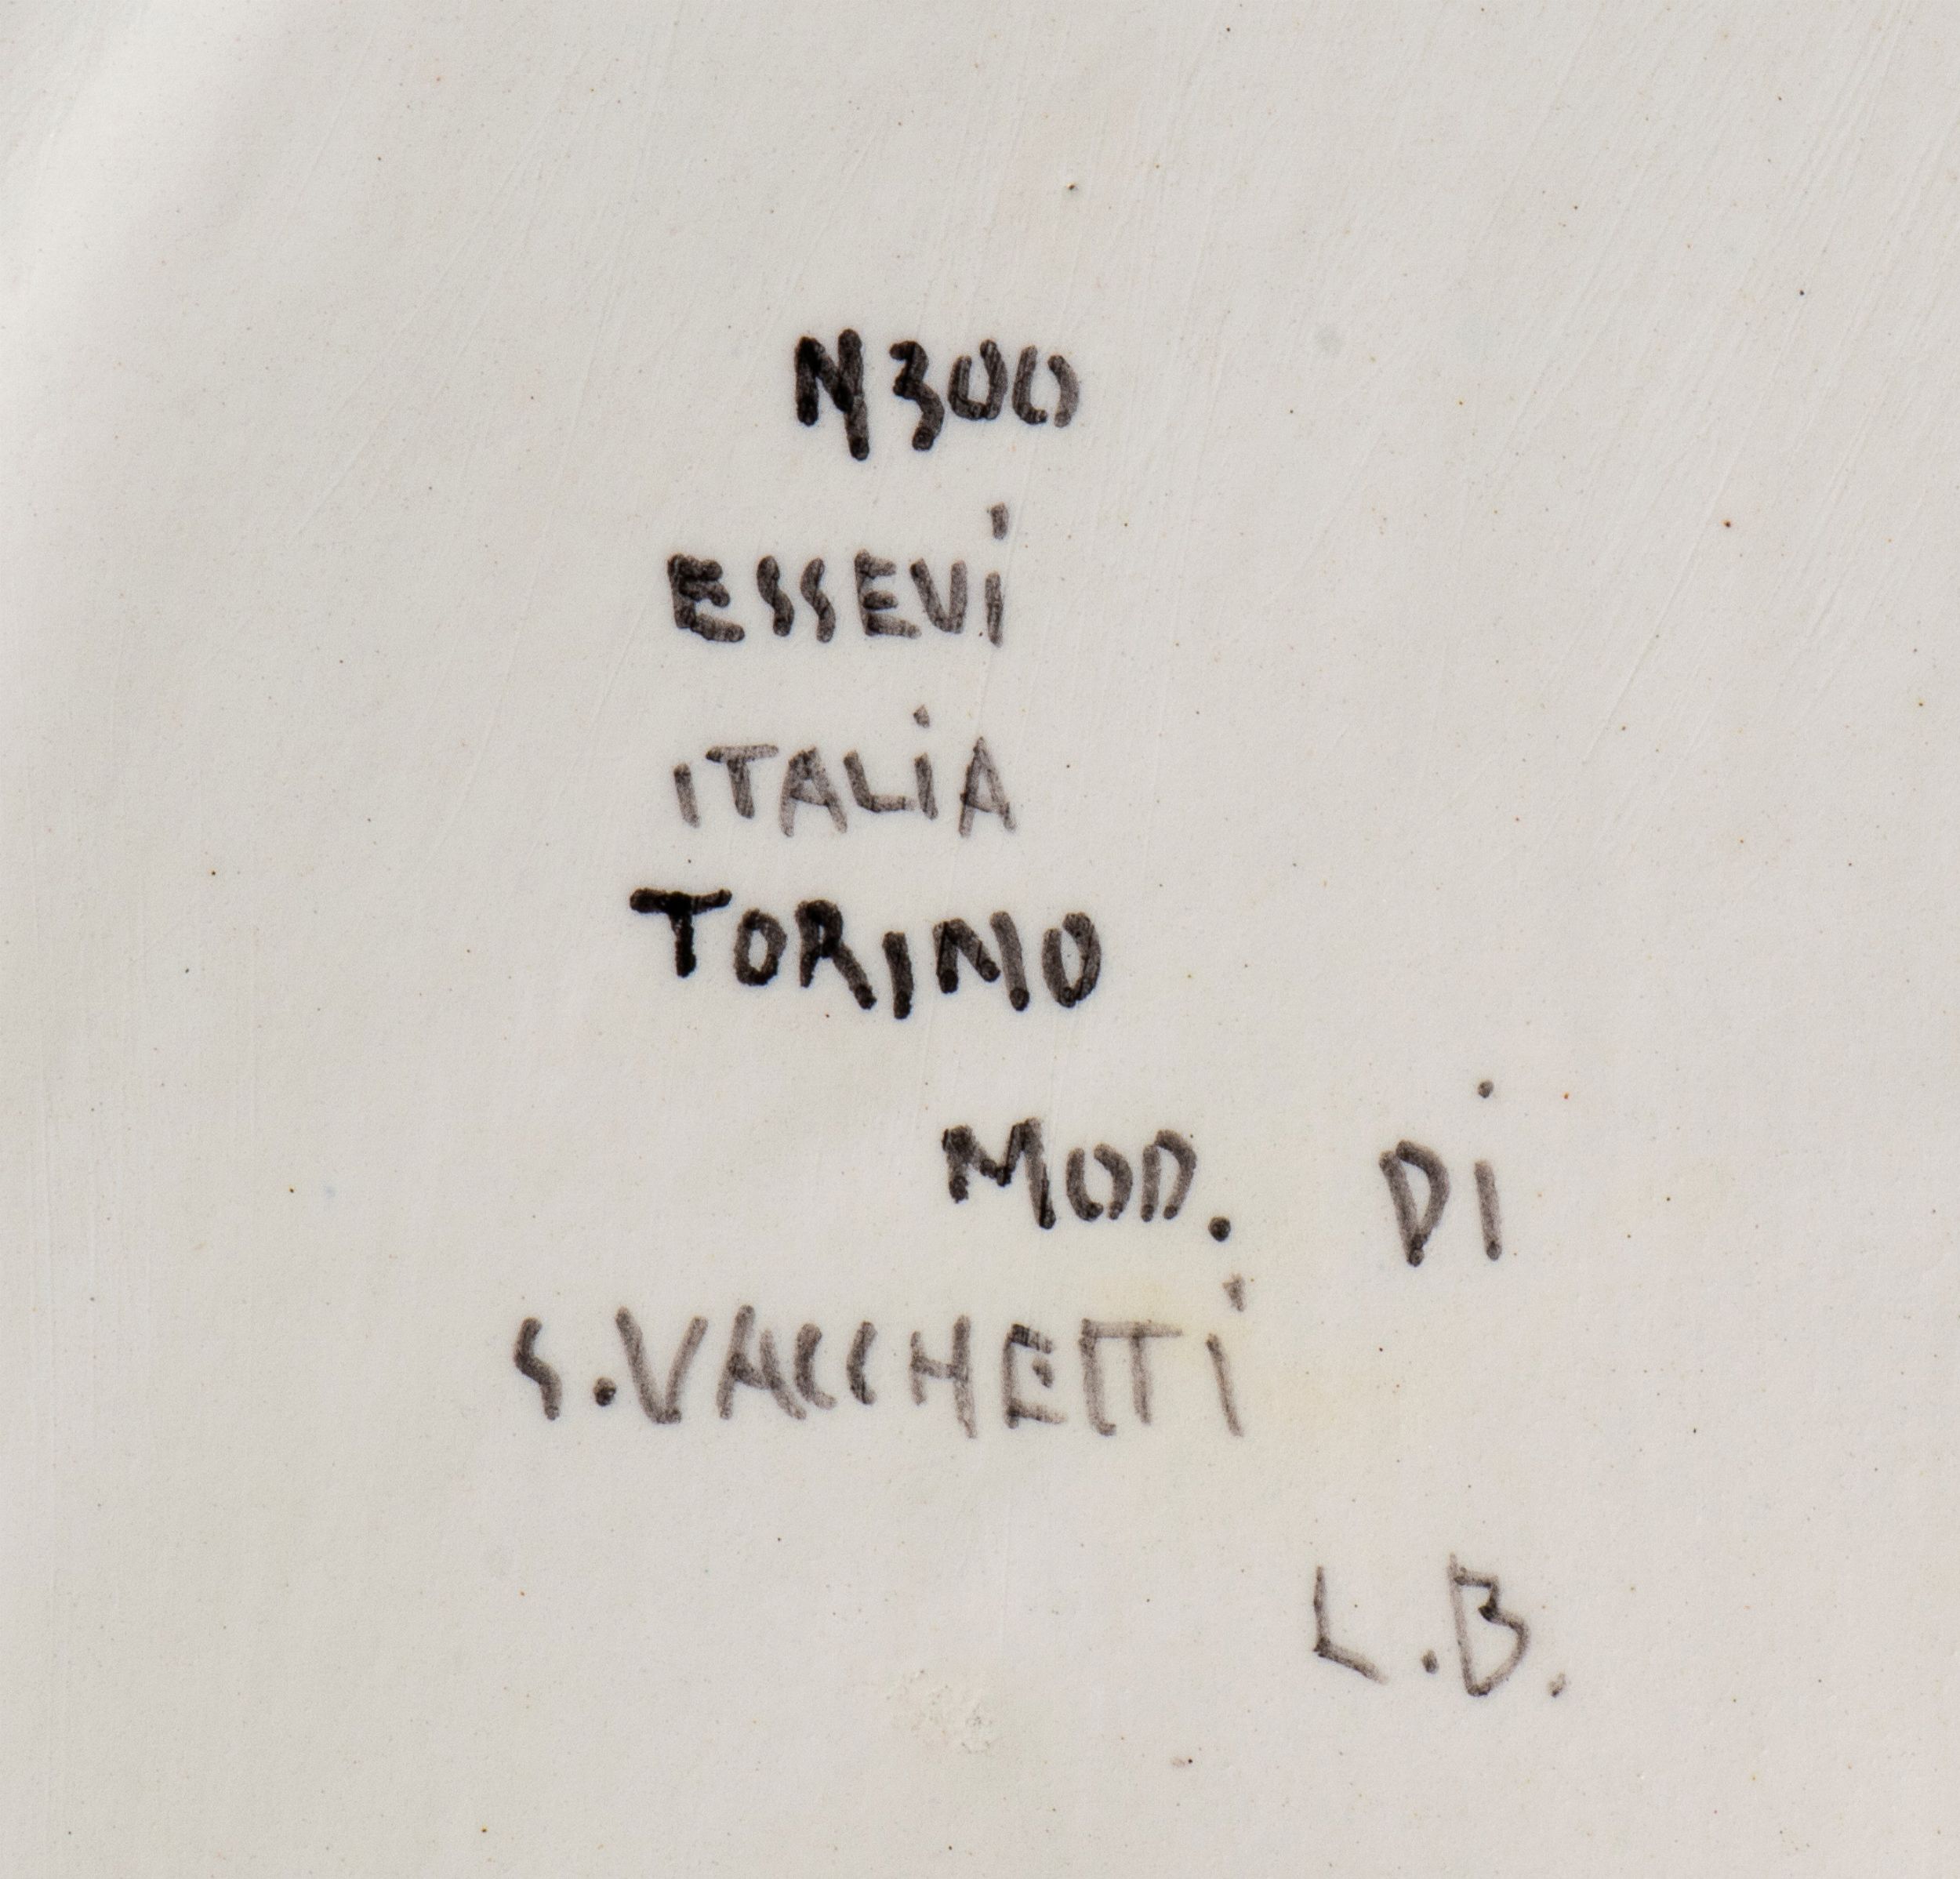 N300
ESSEVi
ITALiA
TORINO
MOD. Di
S.VACCHETTi
L.B.